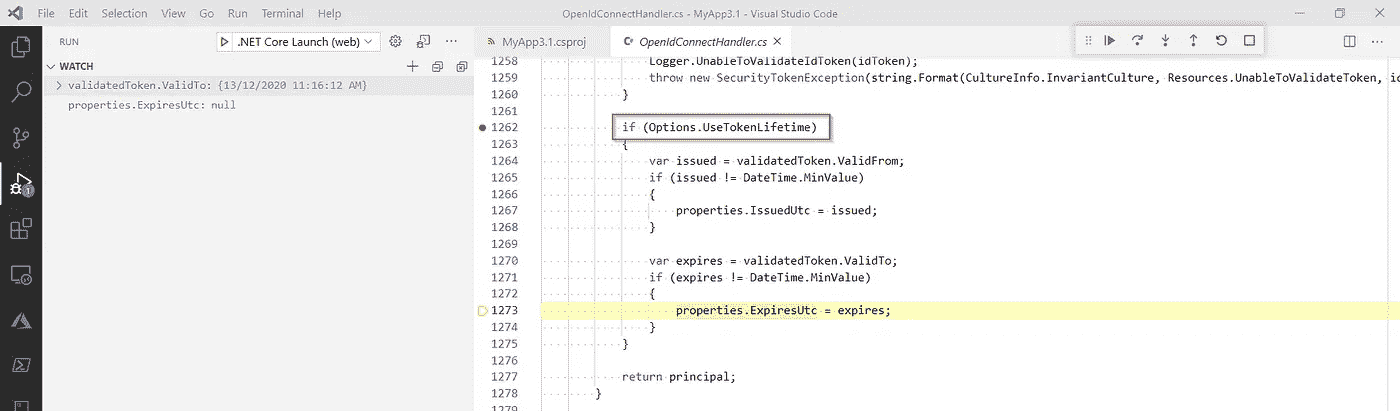 File Edit Selection View Go Run Terminal Help OpenIdConnectHandler.cs - MyApp3.1 - Visual Studio Code
RUN .NET Core Launch (web)
MyApp3.1.csproj
OpenIdConnectHandler.cs
WATCH
validatedToken.ValidTo: {13/12/2020 11:16:12 AM}
properties.ExpiresUtc: null
1
1258 Logger.UnableToValidateIdToken(idToken);
1259 throw new SecurityTokenException(string.Format(CultureInfo.InvariantCulture, Resources.UnableToValidateToken, i
1260 }
1261
1262 if (Options.UseTokenLifetime)
1263 {
1264 var issued = validatedToken.ValidFrom;
1265 if (issued != DateTime.MinValue)
1266 {
1267 properties.IssuedUtc = issued;
1268 }
1269
1270 var expires = validatedToken.ValidTo;
1271 if (expires != DateTime.MinValue)
1272 {
1273 properties.ExpiresUtc = expires;
1274 }
1275 }
1276
1277 return principal;
1278 }
1279